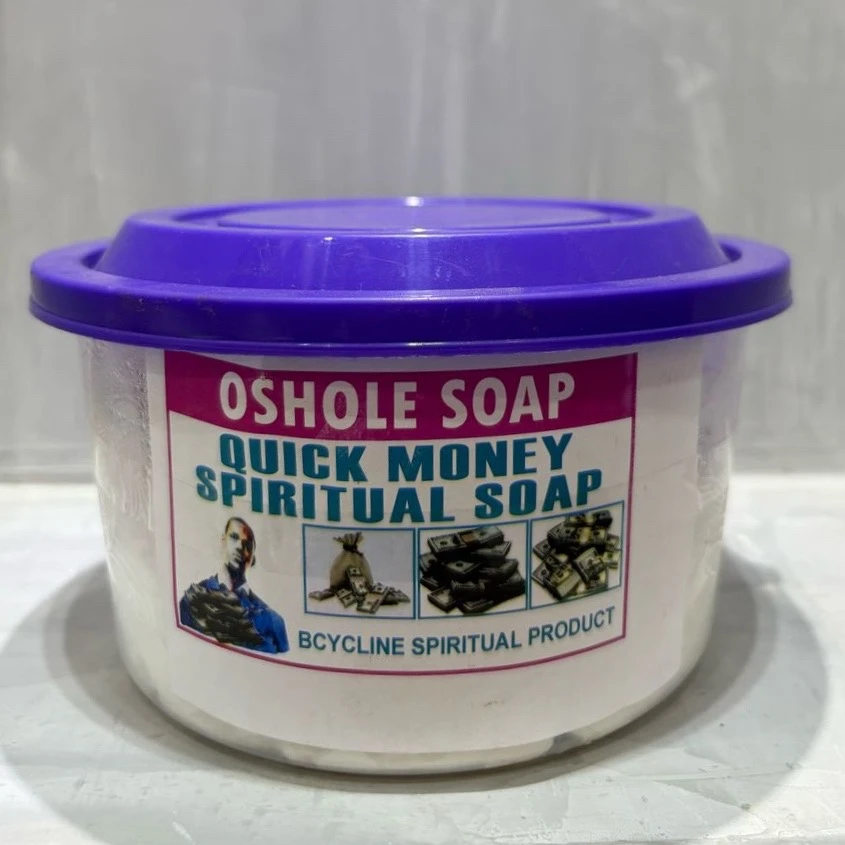 OSHOLE SOAP
QUICK MONEY
SPIRITUAL SOAP
BCYCLINE SPIRITUAL PRODUCT